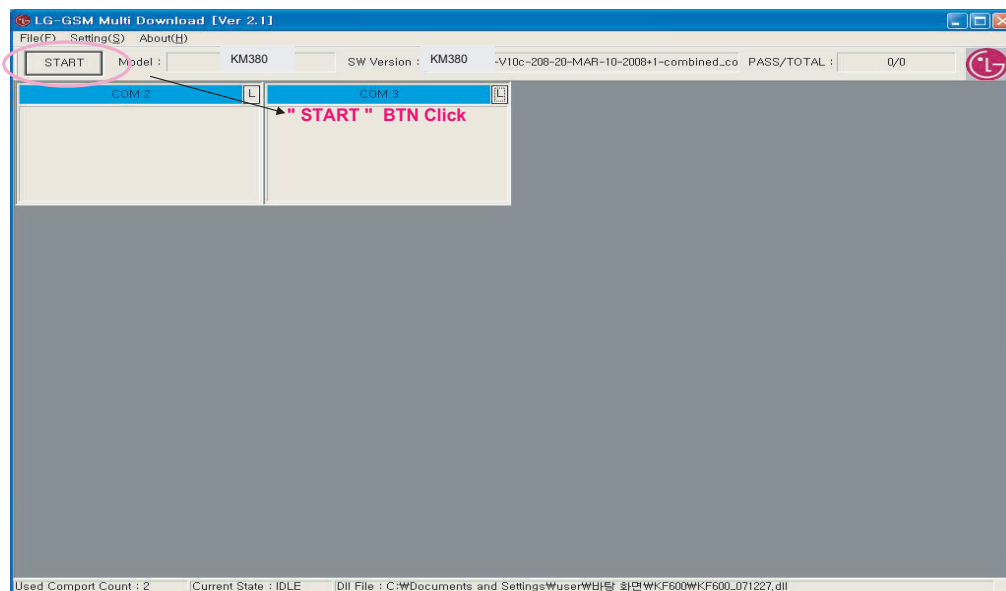 LG-GSM Multi Download [Ver 2.1]
File(F) Setting(S) About(H)
START Model : KM380 SW Version : KM380 -V10c-208-20-MAR-10-2008+1-combined_co PASS/TOTAL : 0/0
COM 2 L COM 3 L
" START " BTN Click
Used Comport Count : 2 Current State : IDLE Dll File : C:₩Documents and Settings₩user₩바탕 화면₩KF600₩KF600_071227.dll